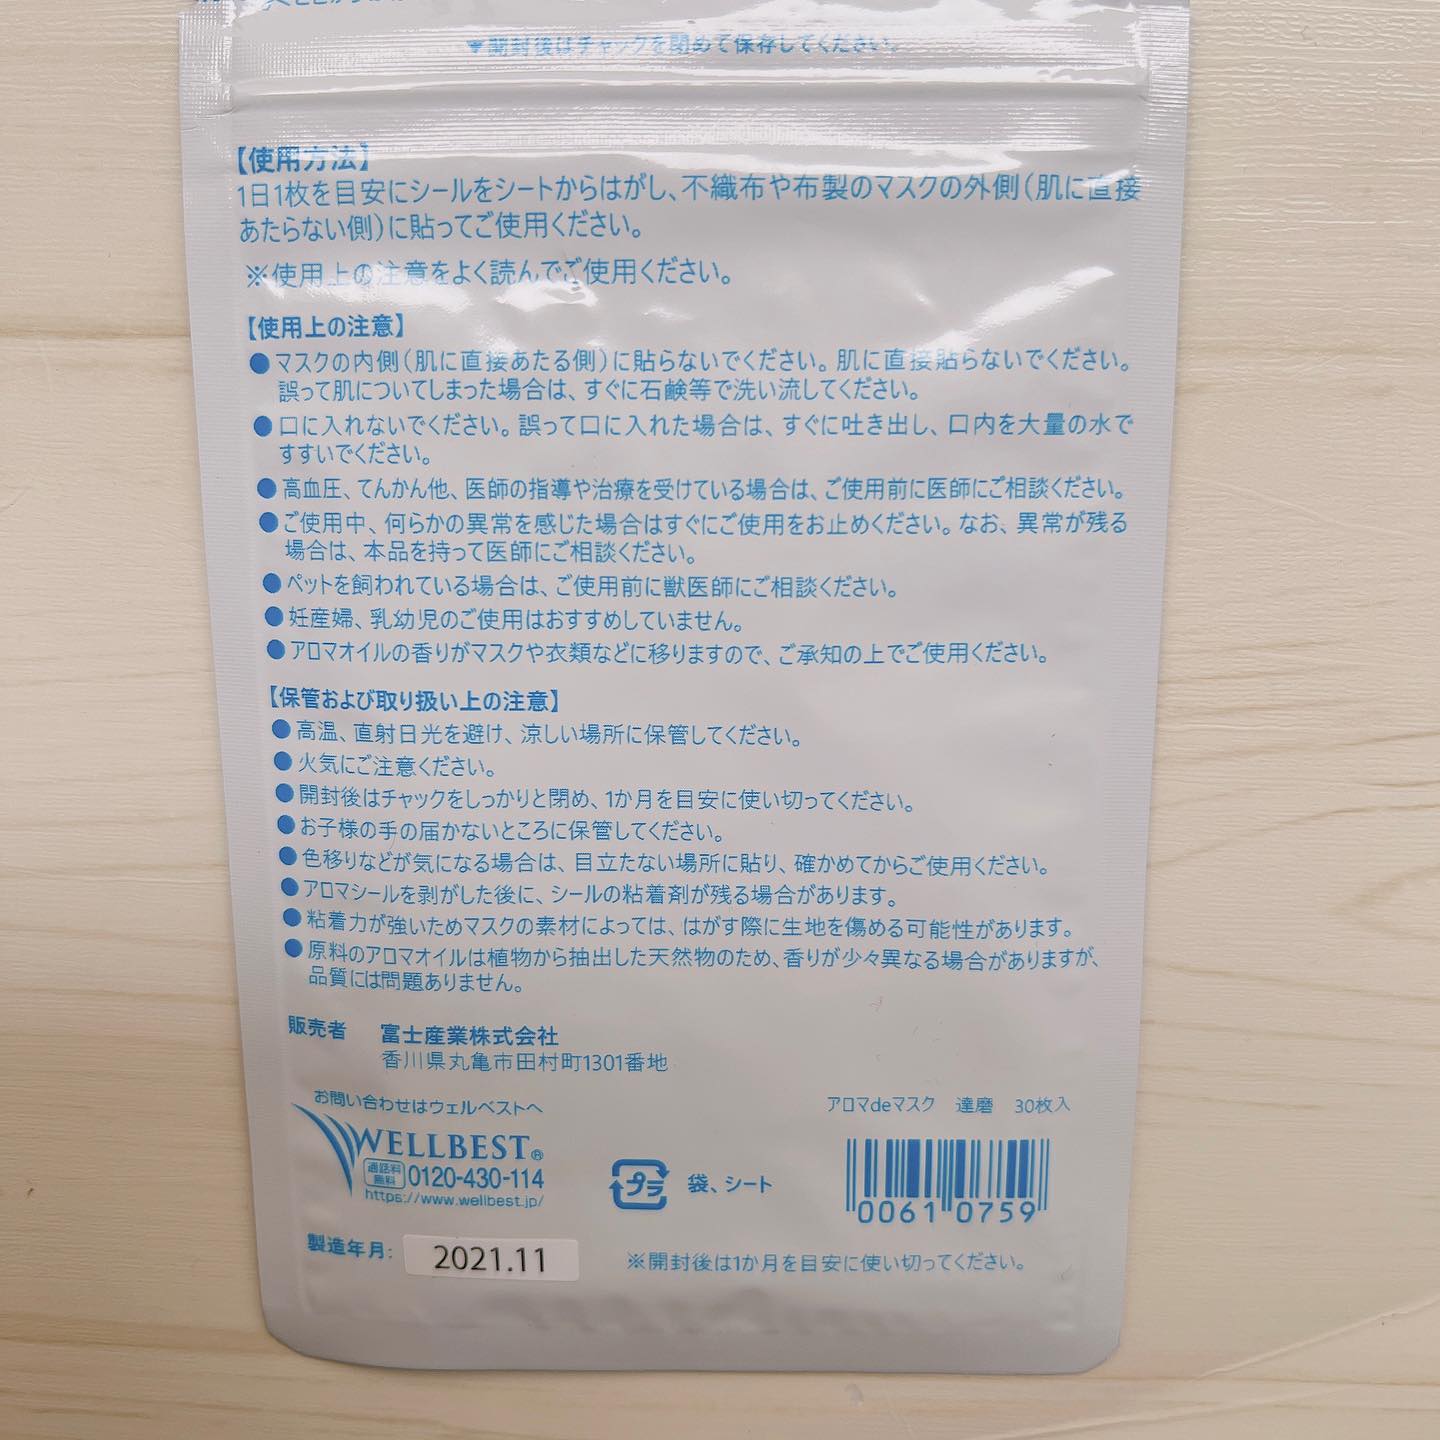 ▼開封後はチャックを閉めて保存してください。
【使用方法】
1日1枚を目安にシールをシートからはがし、不織布や布製のマスクの外側(肌に直接
あたらない側)に貼ってご使用ください。
※使用上の注意をよく読んでご使用ください。
【使用上の注意】
●マスクの内側(肌に直接あたる側)に貼らないでください。肌に直接貼らないでください。
誤って肌についてしまった場合は、すぐに石鹸等で洗い流してください。
●口に入れないでください。誤って口に入れた場合は、すぐに吐き出し、口内を大量の水で
すすいでください。
●高血圧、てんかん他、医師の指導や治療を受けている場合は、ご使用前に医師にご相談ください。
●ご使用中、何らかの異常を感じた場合はすぐにご使用をお止めください。なお、異常が残る
場合は、本品を持って医師にご相談ください。
●ペットを飼われている場合は、ご使用前に獣医師にご相談ください。
●妊産婦、乳幼児のご使用はおすすめしていません。
●アロマオイルの香りがマスクや衣類などに移りますので、ご承知の上でご使用ください。
【保管および取り扱い上の注意】
●高温、直射日光を避け、涼しい場所に保管してください。
●火気にご注意ください。
●開封後はチャックをしっかりと閉め、1か月を目安に使い切ってください。
●お子様の手の届かないところに保管してください。
●色移りなどが気になる場合は、目立たない場所に貼り、確かめてからご使用ください。
●アロマシールを剥がした後に、シールの粘着剤が残る場合があります。
●粘着力が強いためマスクの素材によっては、はがす際に生地を傷める可能性があります。
●原料のアロマオイルは植物から抽出した天然物のため、香りが少々異なる場合がありますが、
品質には問題ありません。
販売者 富士産業株式会社
香川県丸亀市田村町1301番地
お問い合わせはウェルベストへ
WELLBEST®
通話料無料 0120-430-114
https://www.wellbest.jp/
プラ 袋、シート
アロマdeマスク 達磨 30枚入
0061 0759
製造年月: 2021.11
※開封後は1か月を目安に使い切ってください。